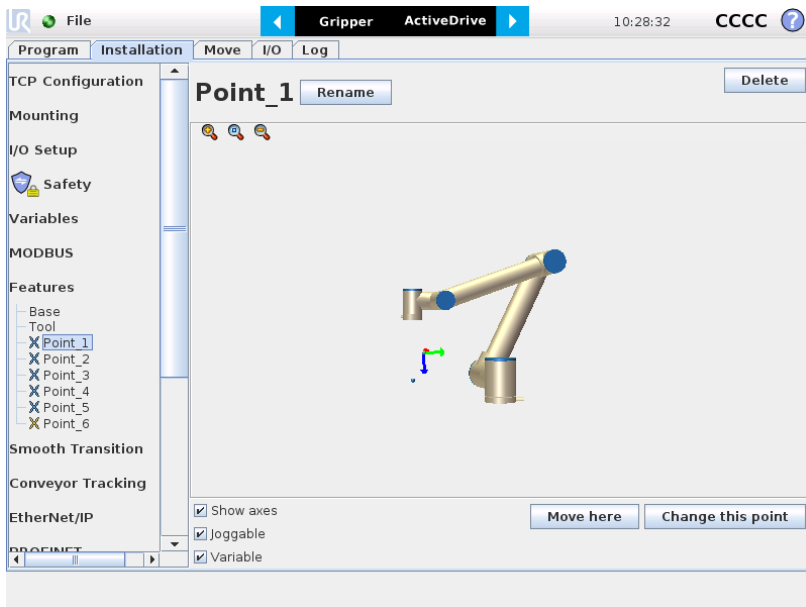 UR File Gripper ActiveDrive 10:28:32 CCCC ?
Program Installation Move I/O Log
TCP Configuration
Mounting
I/O Setup
Safety
Variables
MODBUS
Features
Base
Tool
Point_1
Point_2
Point_3
Point_4
Point_5
Point_6
Smooth Transition
Conveyor Tracking
EtherNet/IP
PROFINET
Point_1 Rename Delete
Show axes
Joggable
Variable
Move here Change this point